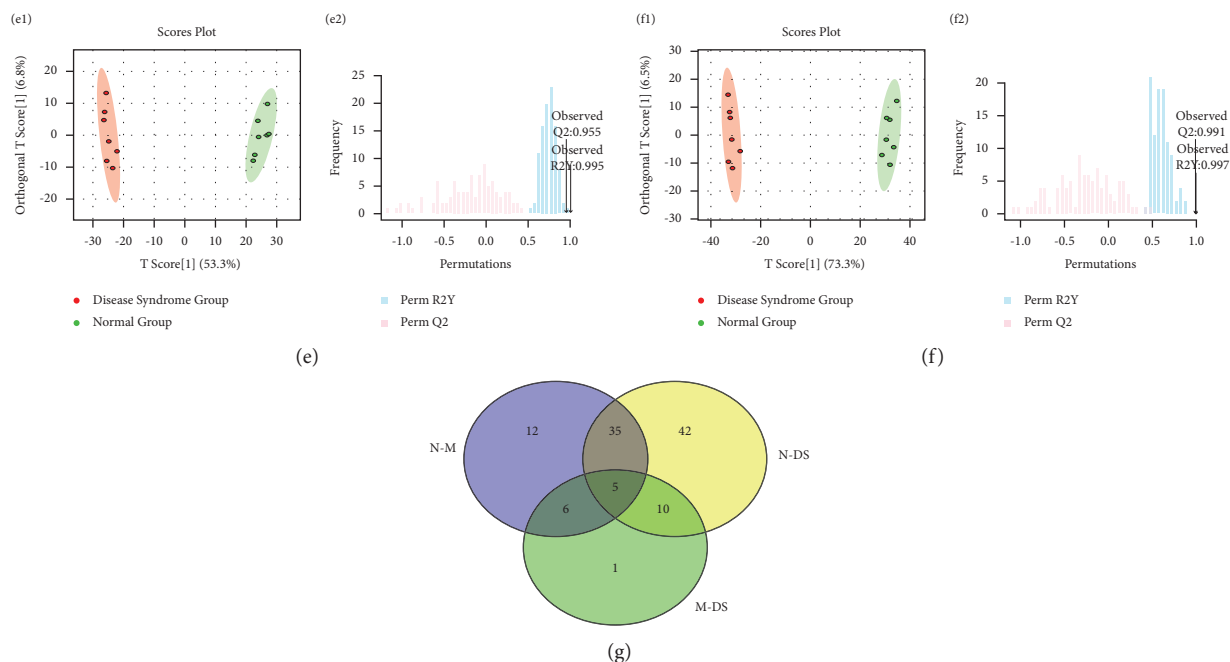 (e1)
Scores Plot
Orthogonal T Score[1] (6.8%)
20
10
0
-10
-20
-30
-20
-10
0
10
20
30
T Score[1] (53.3%)
Disease Syndrome Group
Normal Group
(e2)
Frequency
25
20
15
10
5
0
Observed
Q2:0.955
Observed
R2Y:0.995
-1.0
-0.5
0.0
0.5
1.0
Permutations
Perm R2Y
Perm Q2
(e)
(f1)
Scores Plot
Orthogonal T Score[1] (6.5%)
30
20
10
0
-10
-20
-30
-40
-20
0
20
40
T Score[1] (73.3%)
Disease Syndrome Group
Normal Group
(f2)
Frequency
20
15
10
5
0
Observed
Q2:0.991
Observed
R2Y:0.997
-1.0
-0.5
0.0
0.5
1.0
Permutations
Perm R2Y
Perm Q2
(f)
N-M
12
35
42
N-DS
5
6
10
1
M-DS
(g)